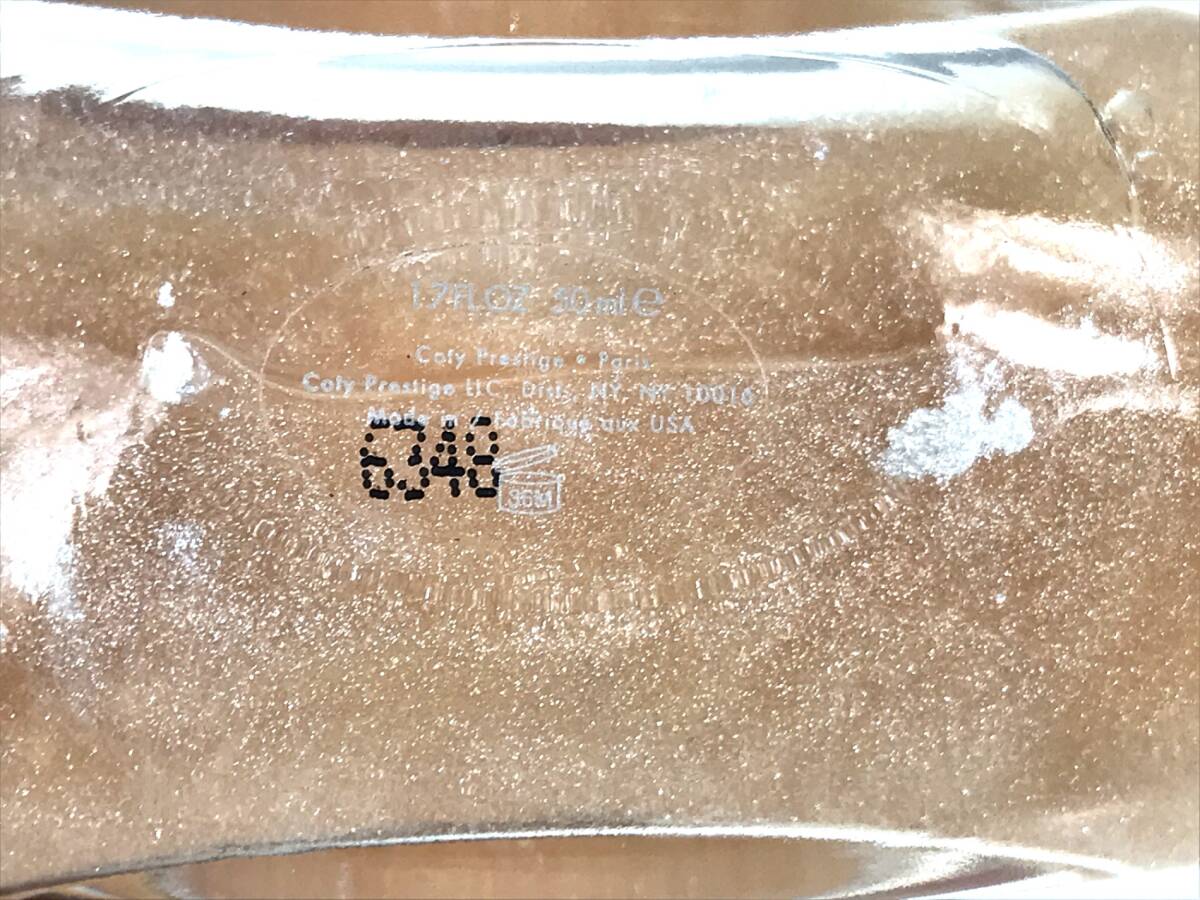 1.7FL.OZ 50 ml ℮
Coty Prestige • Paris
Coty Prestige LLC, Dists, NY, NY 10016
Made in • Fabriqué aux USA
6348
36M